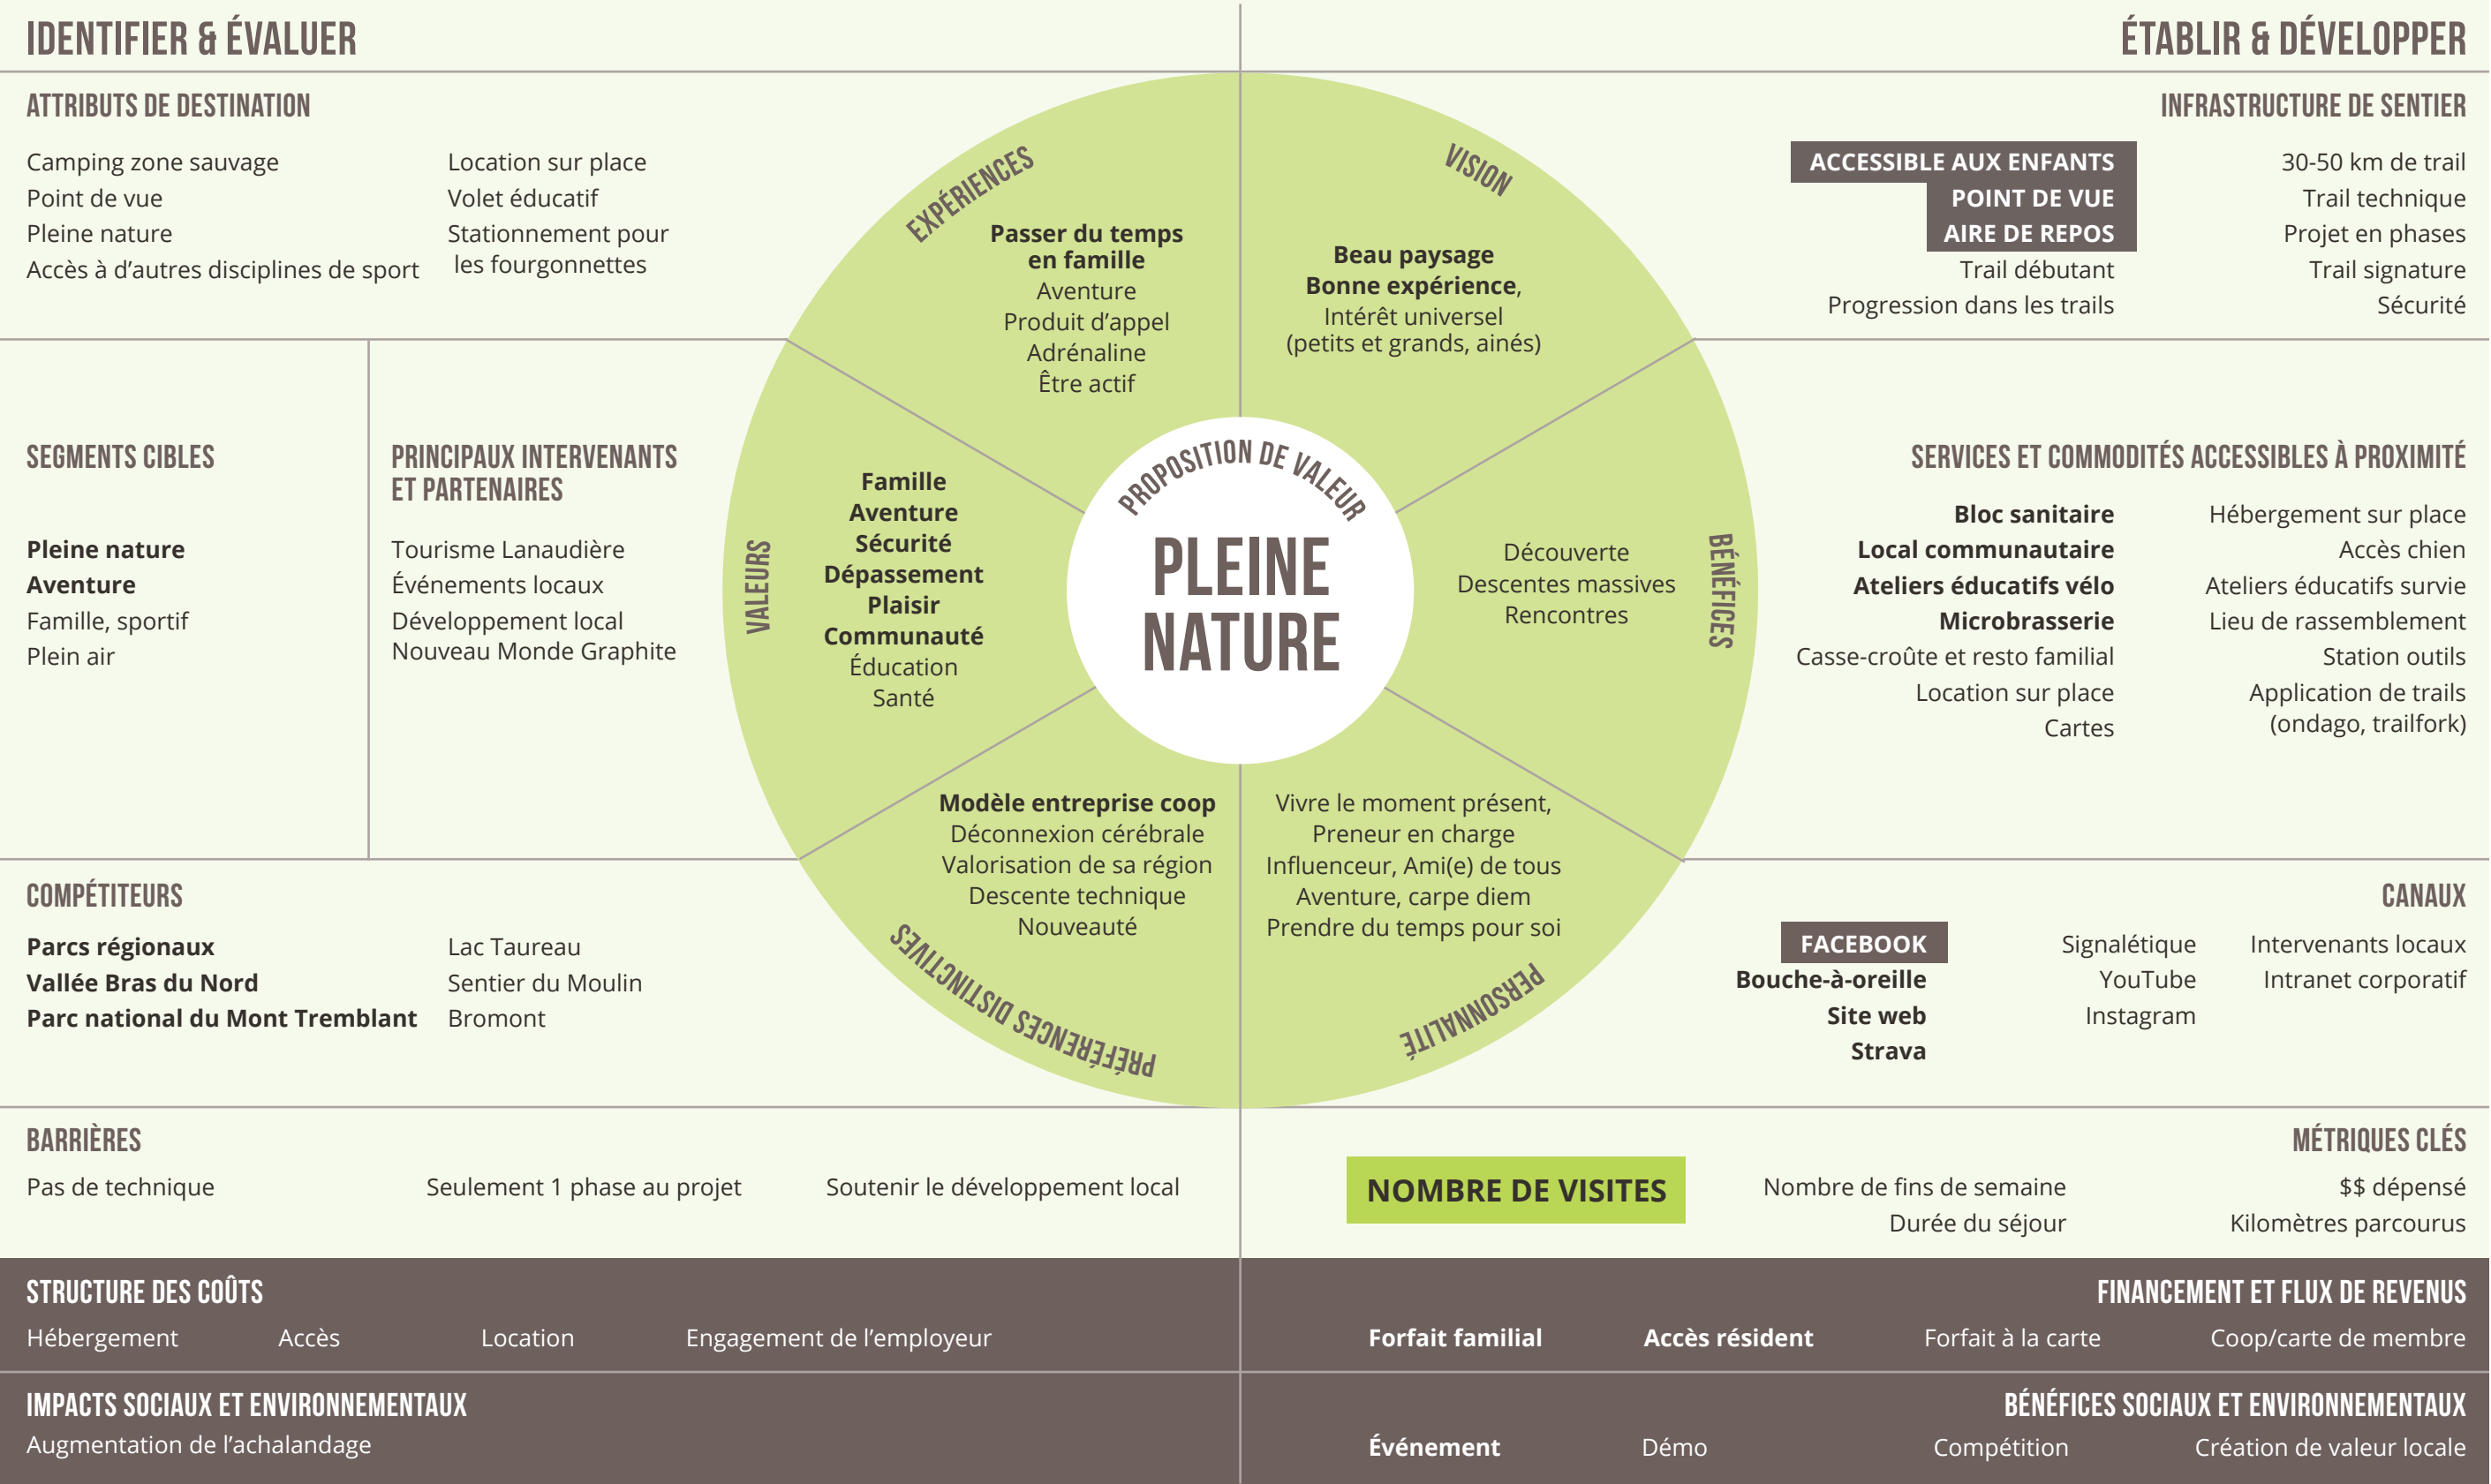 IDENTIFIER & ÉVALUER
ÉTABLIR & DÉVELOPPER
ATTRIBUTS DE DESTINATION
Camping zone sauvage
Point de vue
Pleine nature
Accès à d’autres disciplines de sport
Location sur place
Volet éducatif
Stationnement pour
les fourgonnettes
SEGMENTS CIBLES
Pleine nature
Aventure
Famille, sportif
Plein air
PRINCIPAUX INTERVENANTS
ET PARTENAIRES
Tourisme Lanaudière
Événements locaux
Développement local
Nouveau Monde Graphite
COMPÉTITEURS
Parcs régionaux
Vallée Bras du Nord
Parc national du Mont Tremblant
Lac Taureau
Sentier du Moulin
Bromont
BARRIÈRES
Pas de technique
Seulement 1 phase au projet
Soutenir le développement local
EXPÉRIENCES
Passer du temps
en famille
Aventure
Produit d’appel
Adrénaline
Être actif
VISION
Beau paysage
Bonne expérience,
Intérêt universel
(petits et grands, ainés)
VALEURS
Famille
Aventure
Sécurité
Dépassement
Plaisir
Communauté
Éducation
Santé
PROPOSITION DE VALEUR
PLEINE
NATURE
BÉNÉFICES
Découverte
Descentes massives
Rencontres
Modèle entreprise coop
Déconnexion cérébrale
Valorisation de sa région
Descente technique
Nouveauté
PRÉFÉRENCES DISTINCTIVES
Vivre le moment présent,
Preneur en charge
Influenceur, Ami(e) de tous
Aventure, carpe diem
Prendre du temps pour soi
PERSONNALITÉ
INFRASTRUCTURE DE SENTIER
ACCESSIBLE AUX ENFANTS
POINT DE VUE
AIRE DE REPOS
Trail débutant
Progression dans les trails
30-50 km de trail
Trail technique
Projet en phases
Trail signature
Sécurité
SERVICES ET COMMODITÉS ACCESSIBLES À PROXIMITÉ
Bloc sanitaire
Local communautaire
Ateliers éducatifs vélo
Microbrasserie
Casse-croûte et resto familial
Location sur place
Cartes
Hébergement sur place
Accès chien
Ateliers éducatifs survie
Lieu de rassemblement
Station outils
Application de trails
(ondago, trailfork)
CANAUX
FACEBOOK
Bouche-à-oreille
Site web
Strava
Signalétique
YouTube
Instagram
Intervenants locaux
Intranet corporatif
MÉTRIQUES CLÉS
NOMBRE DE VISITES
Nombre de fins de semaine
Durée du séjour
$$ dépensé
Kilomètres parcourus
STRUCTURE DES COÛTS
Hébergement
Accès
Location
Engagement de l’employeur
FINANCEMENT ET FLUX DE REVENUS
Forfait familial
Accès résident
Forfait à la carte
Coop/carte de membre
IMPACTS SOCIAUX ET ENVIRONNEMENTAUX
Augmentation de l’achalandage
BÉNÉFICES SOCIAUX ET ENVIRONNEMENTAUX
Événement
Démo
Compétition
Création de valeur locale